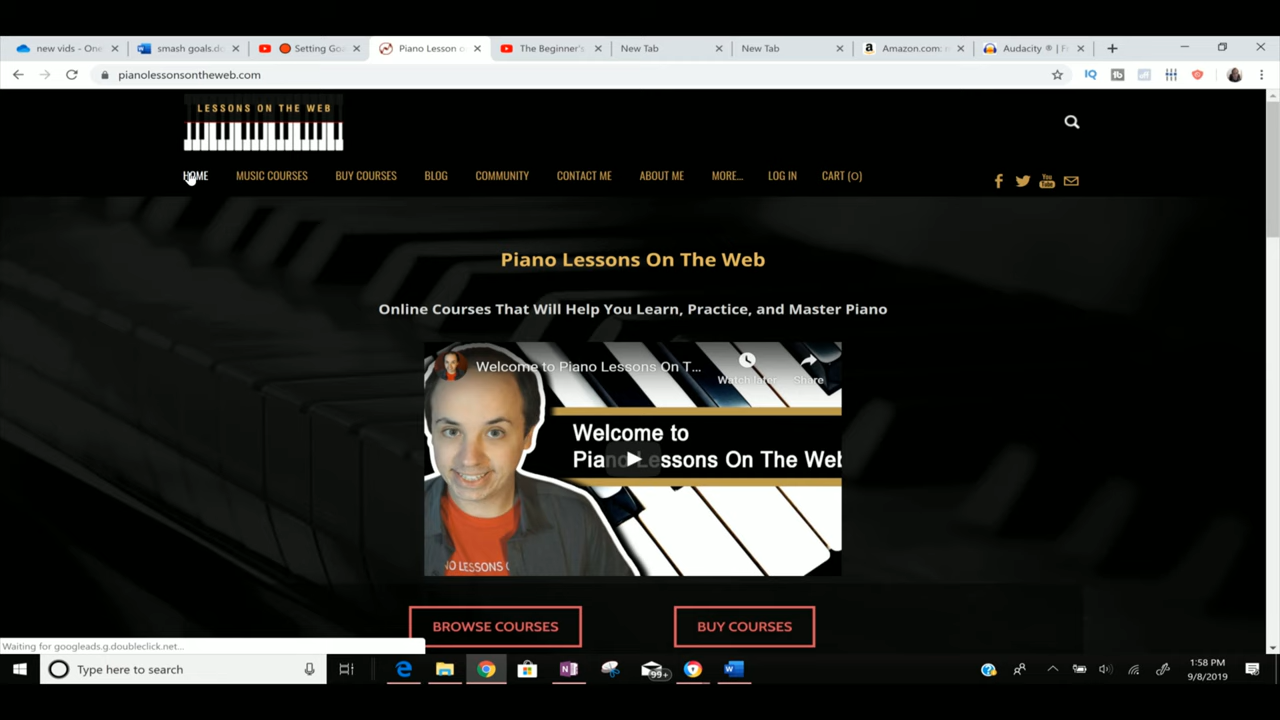 new vids - One
smash goals.do
Setting Go
Piano Lesson o
The Beginner's
New Tab
New Tab
Amazon.com:
Audacity ® | F
pianolessonsontheweb.com
LESSONS ON THE WEB
HOME MUSIC COURSES BUY COURSES BLOG COMMUNITY CONTACT ME ABOUT ME MORE... LOG IN CART (0)
Piano Lessons On The Web
Online Courses That Will Help You Learn, Practice, and Master Piano
Welcome to Piano Lessons On T...
Watch later Share
Welcome to
Piano Lessons On The Web
NO LESSONS
BROWSE COURSES BUY COURSES
Waiting for googleads.g.doubleclick.net...
Type here to search
99+
1:58 PM
9/8/2019